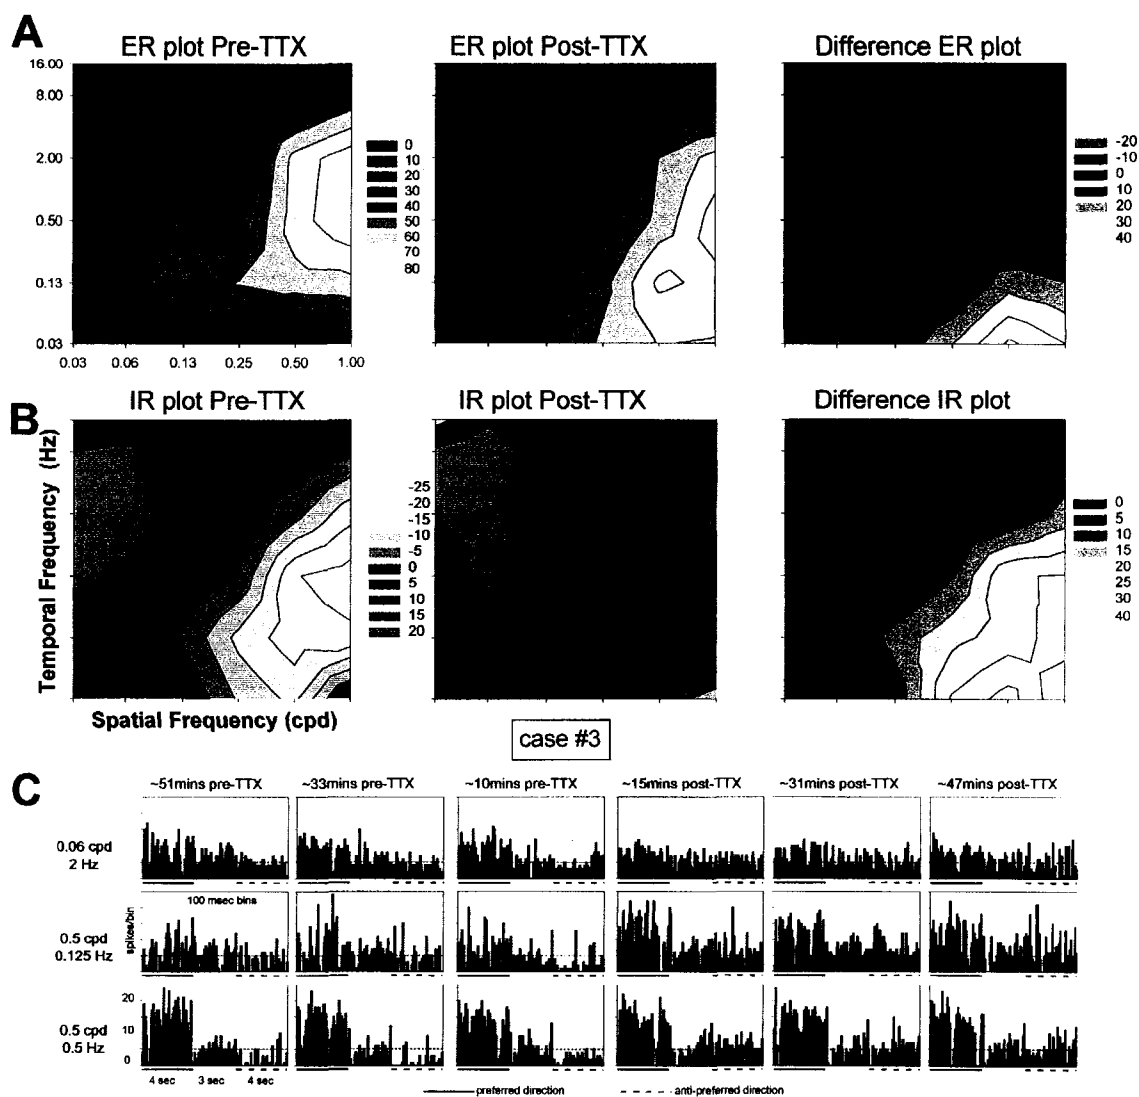 A
ER plot Pre-TTX
ER plot Post-TTX
Difference ER plot
16.00
8.00
2.00
0.50
0.13
0.03
0.03 0.06 0.13 0.25 0.50 1.00
0
10
20
30
40
50
60
70
80
-20
-10
0
10
20
30
40
B
IR plot Pre-TTX
IR plot Post-TTX
Difference IR plot
Temporal Frequency (Hz)
Spatial Frequency (cpd)
-25
-20
-15
-10
-5
0
5
10
15
20
0
5
10
15
20
25
30
40
case #3
C
~51mins pre-TTX
~33mins pre-TTX
~10mins pre-TTX
~15mins post-TTX
~31mins post-TTX
~47mins post-TTX
0.06 cpd
2 Hz
100 msec bins
spikes/bin
0.5 cpd
0.125 Hz
0.5 cpd
0.5 Hz
20
10
0
4 sec 3 sec 4 sec
preferred direction
anti-preferred direction